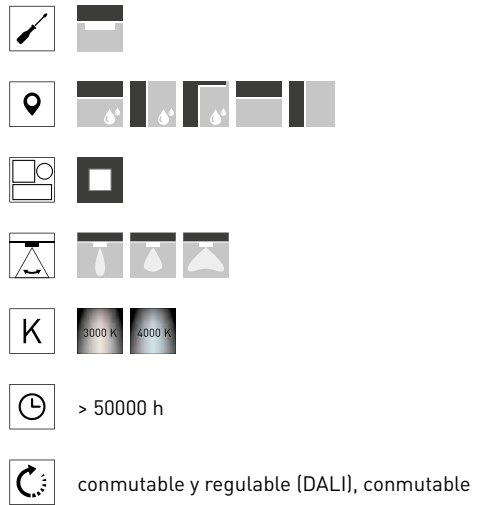 K
3000 K
4000 K
> 50000 h
conmutable y regulable (DALI), conmutable